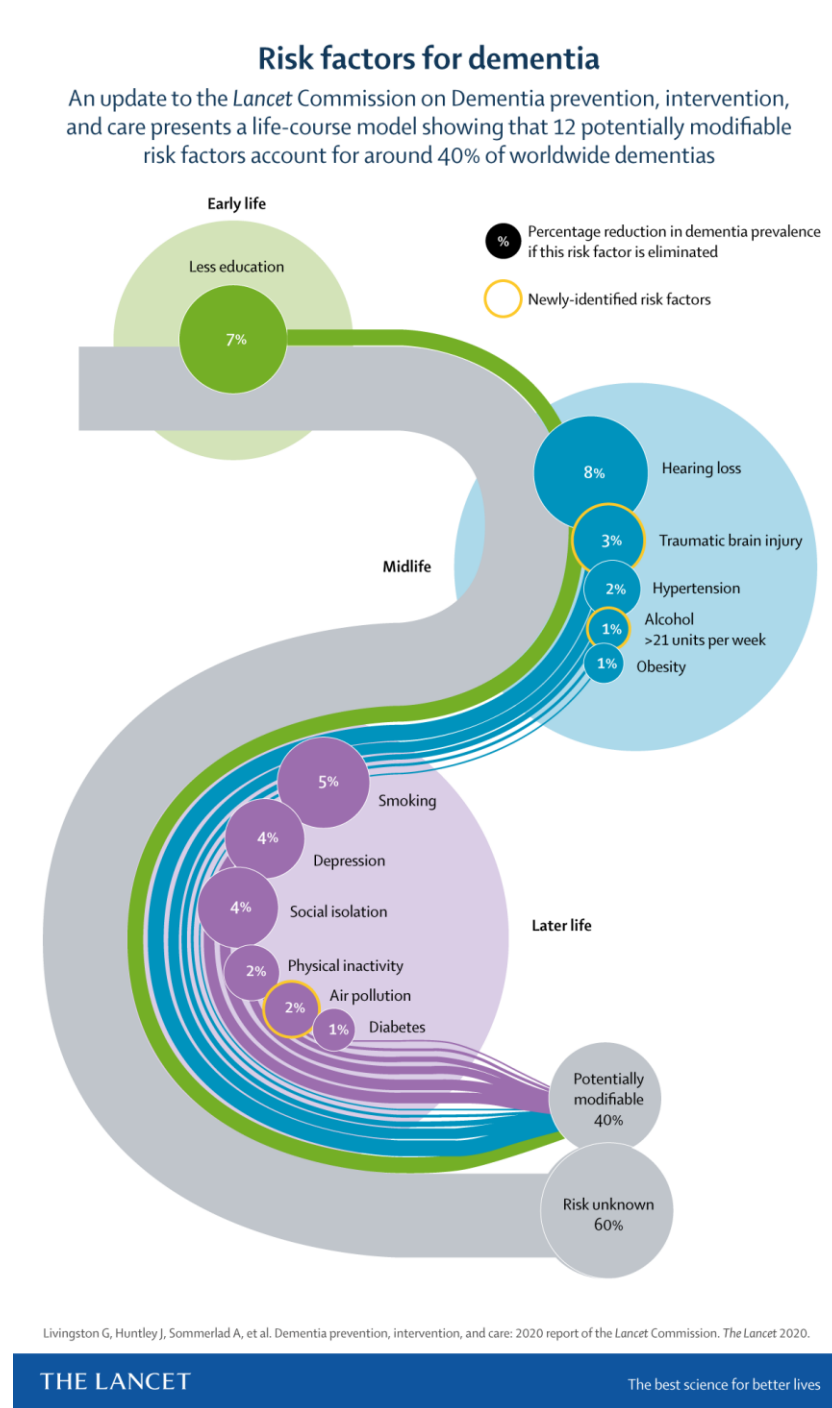 Risk factors for dementia
An update to the Lancet Commission on Dementia prevention, intervention,
and care presents a life-course model showing that 12 potentially modifiable
risk factors account for around 40% of worldwide dementias
Early life
Less education
7%
%
Percentage reduction in dementia prevalence
if this risk factor is eliminated
Newly-identified risk factors
8%
Hearing loss
3%
Traumatic brain injury
Midlife
2%
Hypertension
1%
Alcohol
>21 units per week
1%
Obesity
5%
Smoking
4%
Depression
4%
Social isolation
Later life
2%
Physical inactivity
2%
Air pollution
1%
Diabetes
Potentially
modifiable
40%
Risk unknown
60%
Livingston G, Huntley J, Sommerlad A, et al. Dementia prevention, intervention, and care: 2020 report of the Lancet Commission. The Lancet 2020.
THE LANCET
The best science for better lives